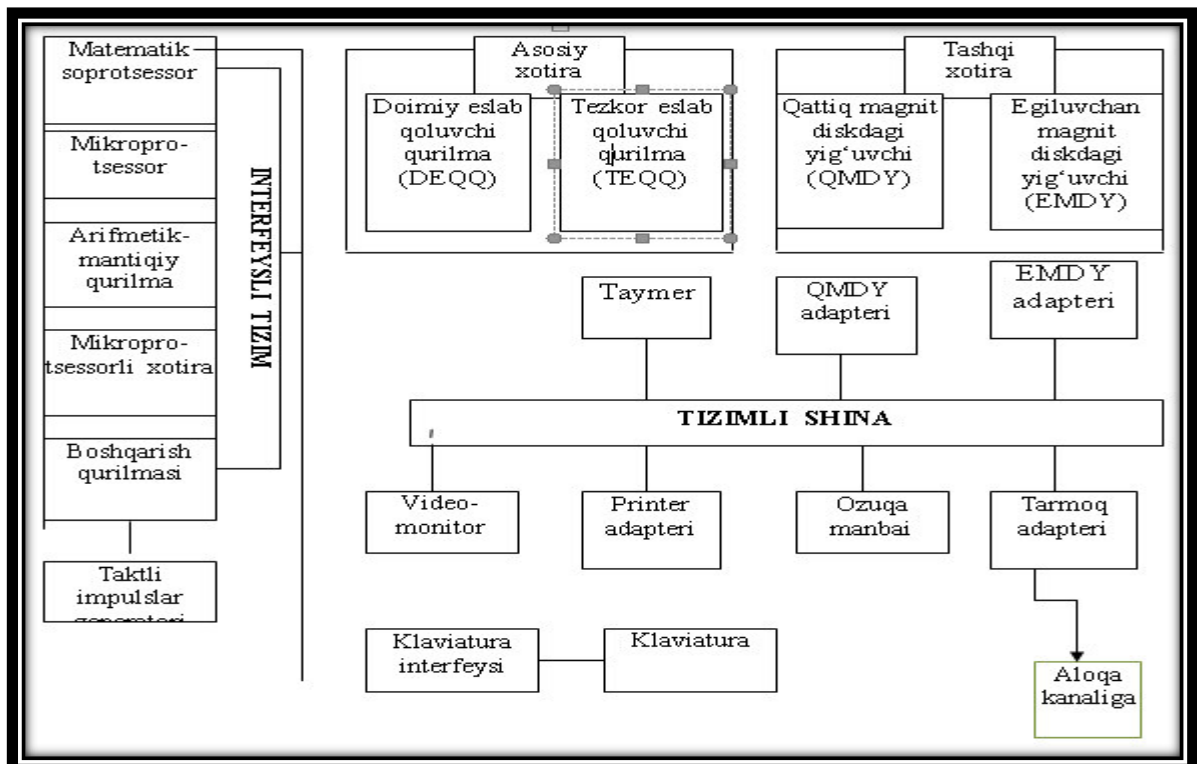 Matematik
soprotsessor
Mikropro-
tsessor
Arifmetik-
mantiqiy
qurilma
Mikropro-
tsessorli xotira
Boshqarish
qurilmasi
Taktli
impulslar
generatori
INTERFEYSLI TIZIM
Asosiy
xotira
Doimiy eslab
qoluvchi
qurilma
(DEQQ)
Tezkor eslab
qoluvchi
qurilma
(TEQQ)
Tashqi
xotira
Qattiq magnit
diskdagi
yig‘uvchi
(QMDY)
Egiluvchan
magnit
diskdagi
yig‘uvchi
(EMDY)
Taymer
QMDY
adapteri
EMDY
adapteri
TIZIMLI SHINA
Video-
monitor
Printer
adapteri
Ozuqa
manbai
Tarmoq
adapteri
Klaviatura
interfeysi
Klaviatura
Aloqa
kanaliga